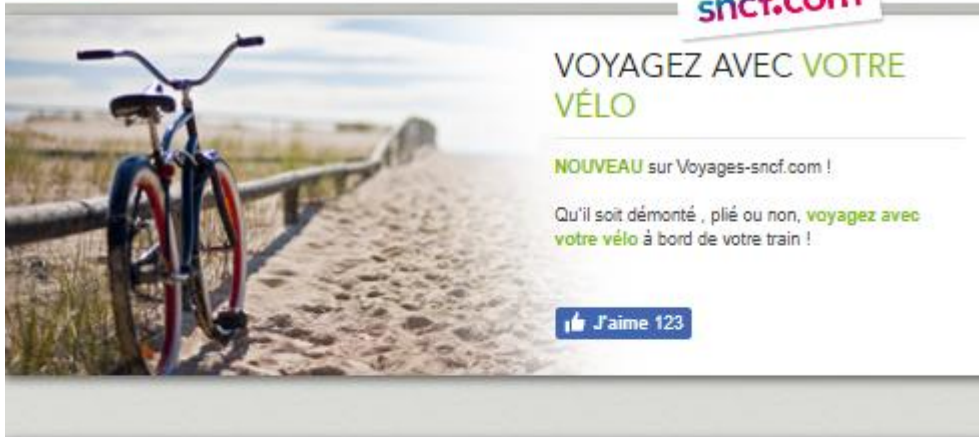 sncf.com
VOYAGEZ AVEC VOTRE
VÉLO
NOUVEAU sur Voyages-sncf.com !
Qu'il soit démonté , plié ou non, voyagez avec
votre vélo à bord de votre train !
J'aime 123